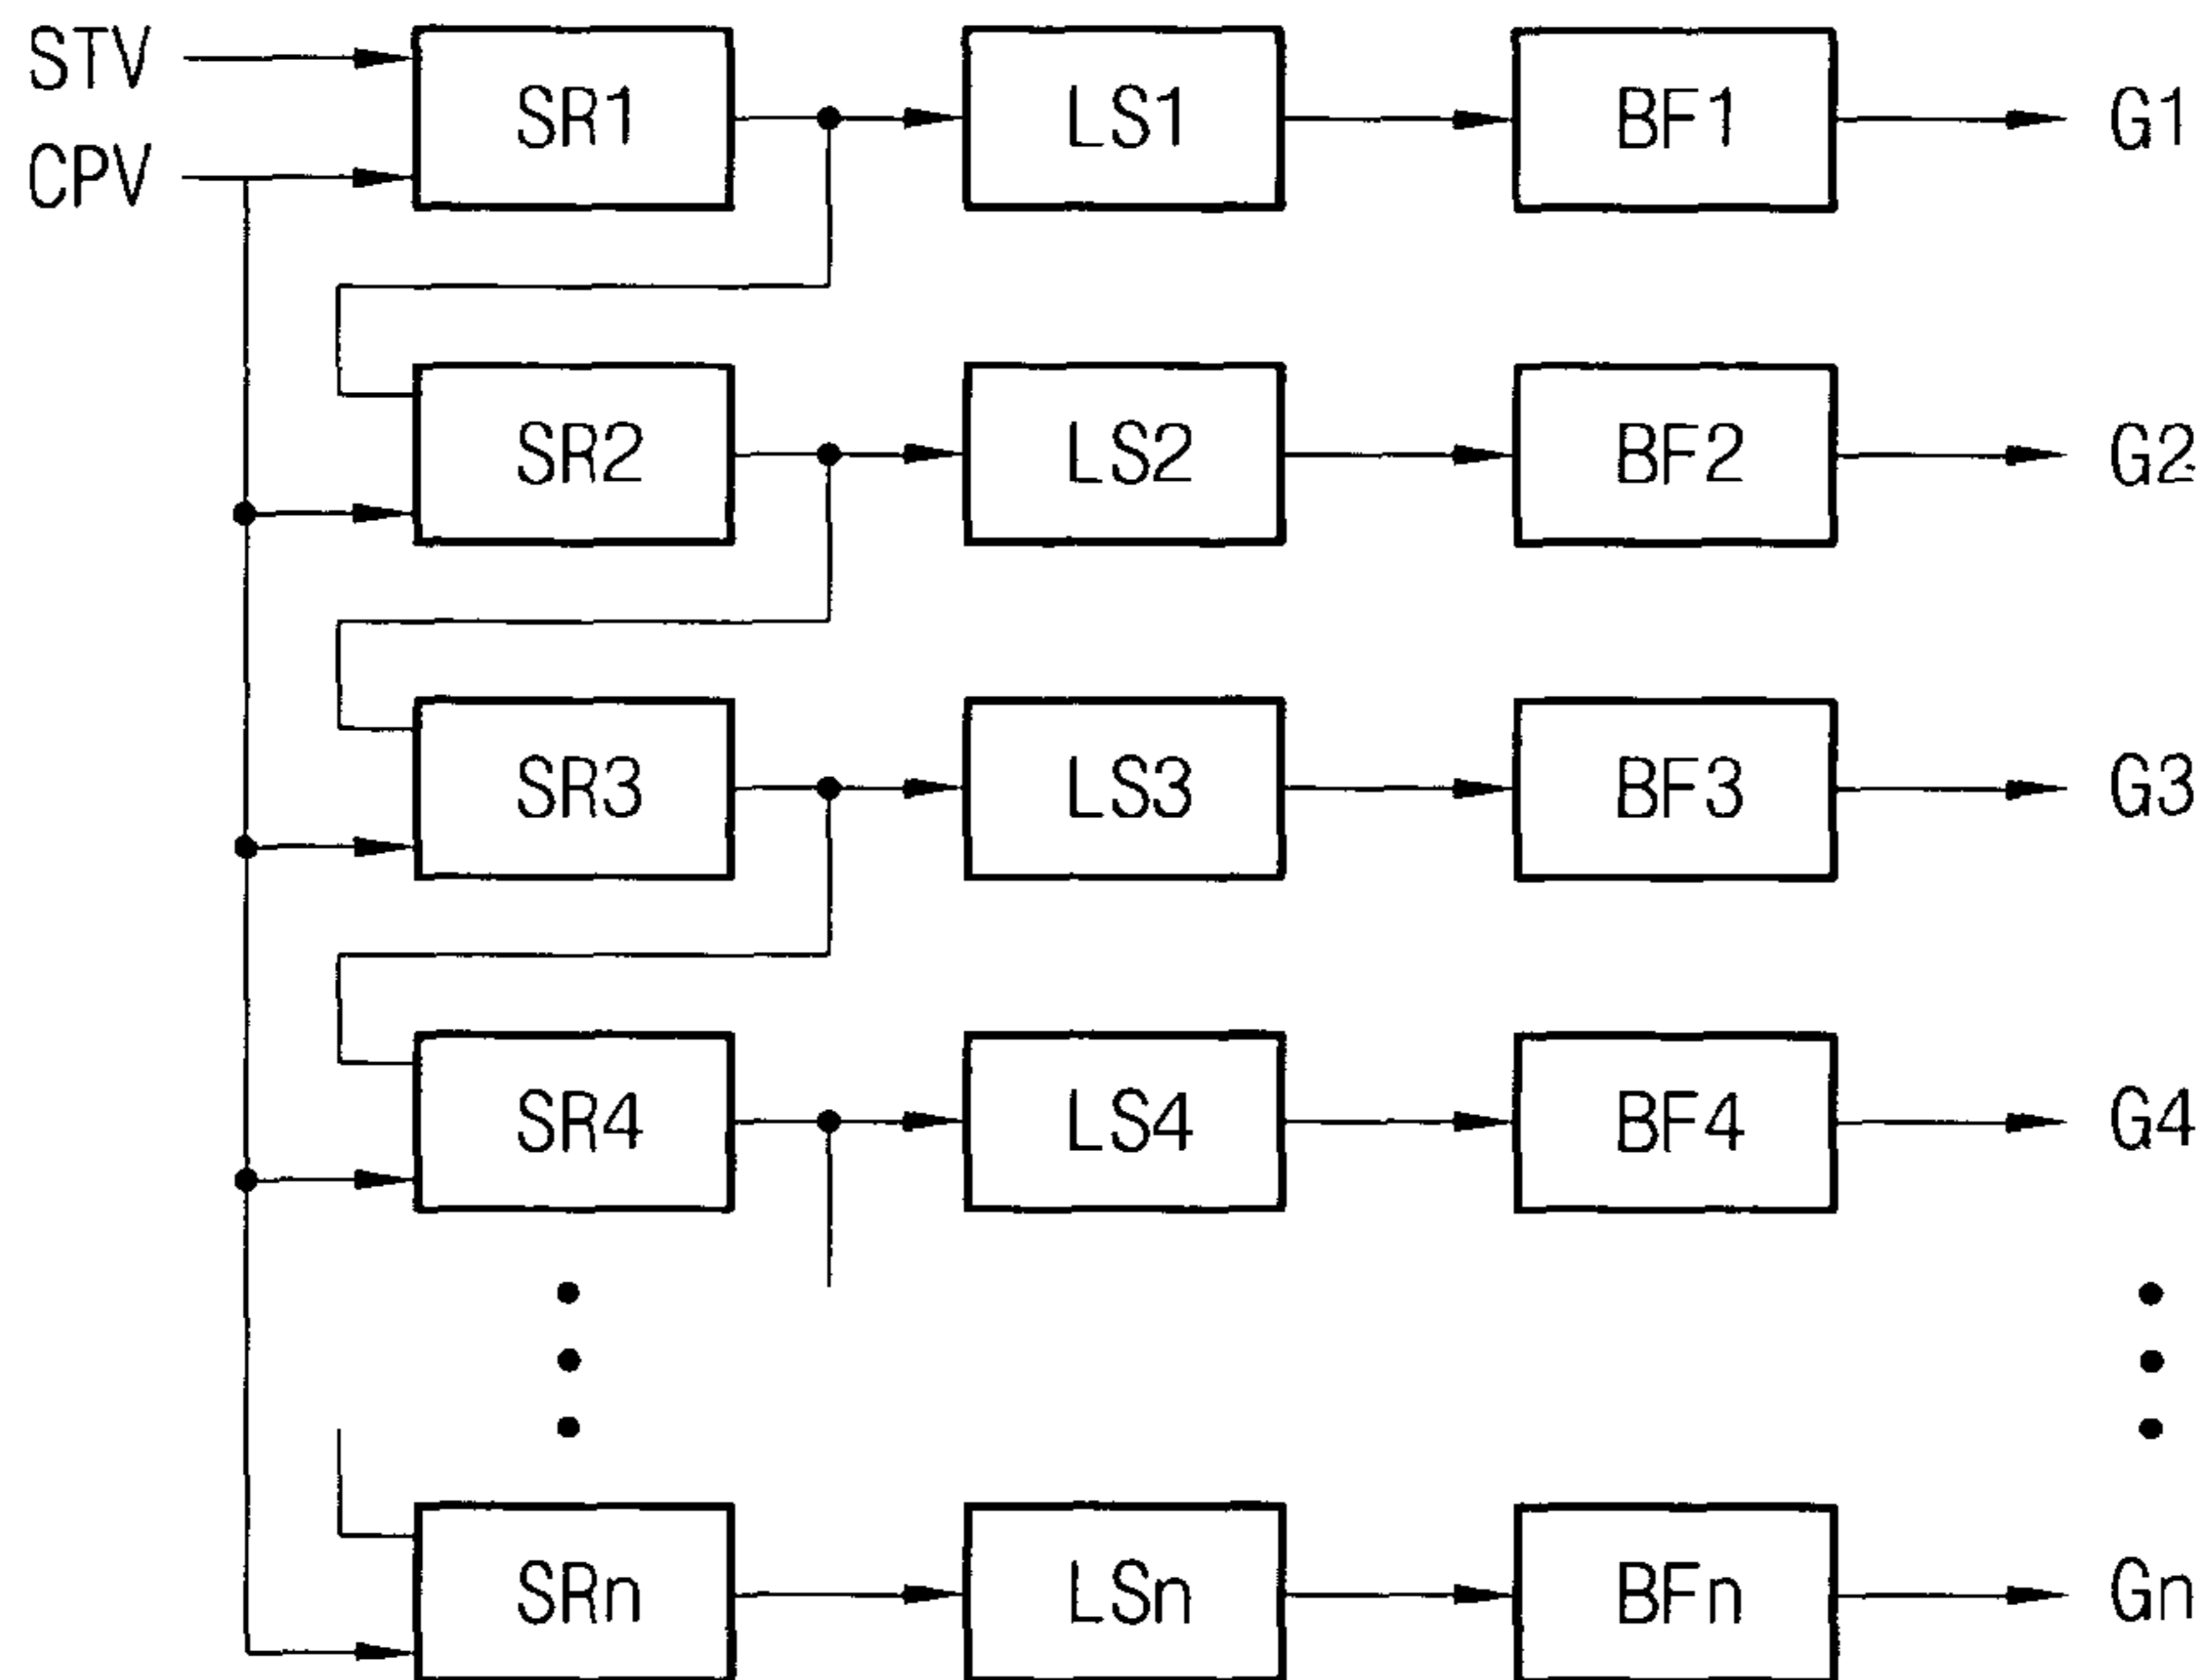 STV
CPV
SR1 LS1 BF1 G1
SR2 LS2 BF2 G2
SR3 LS3 BF3 G3
SR4 LS4 BF4 G4
SRn LSn BFn Gn